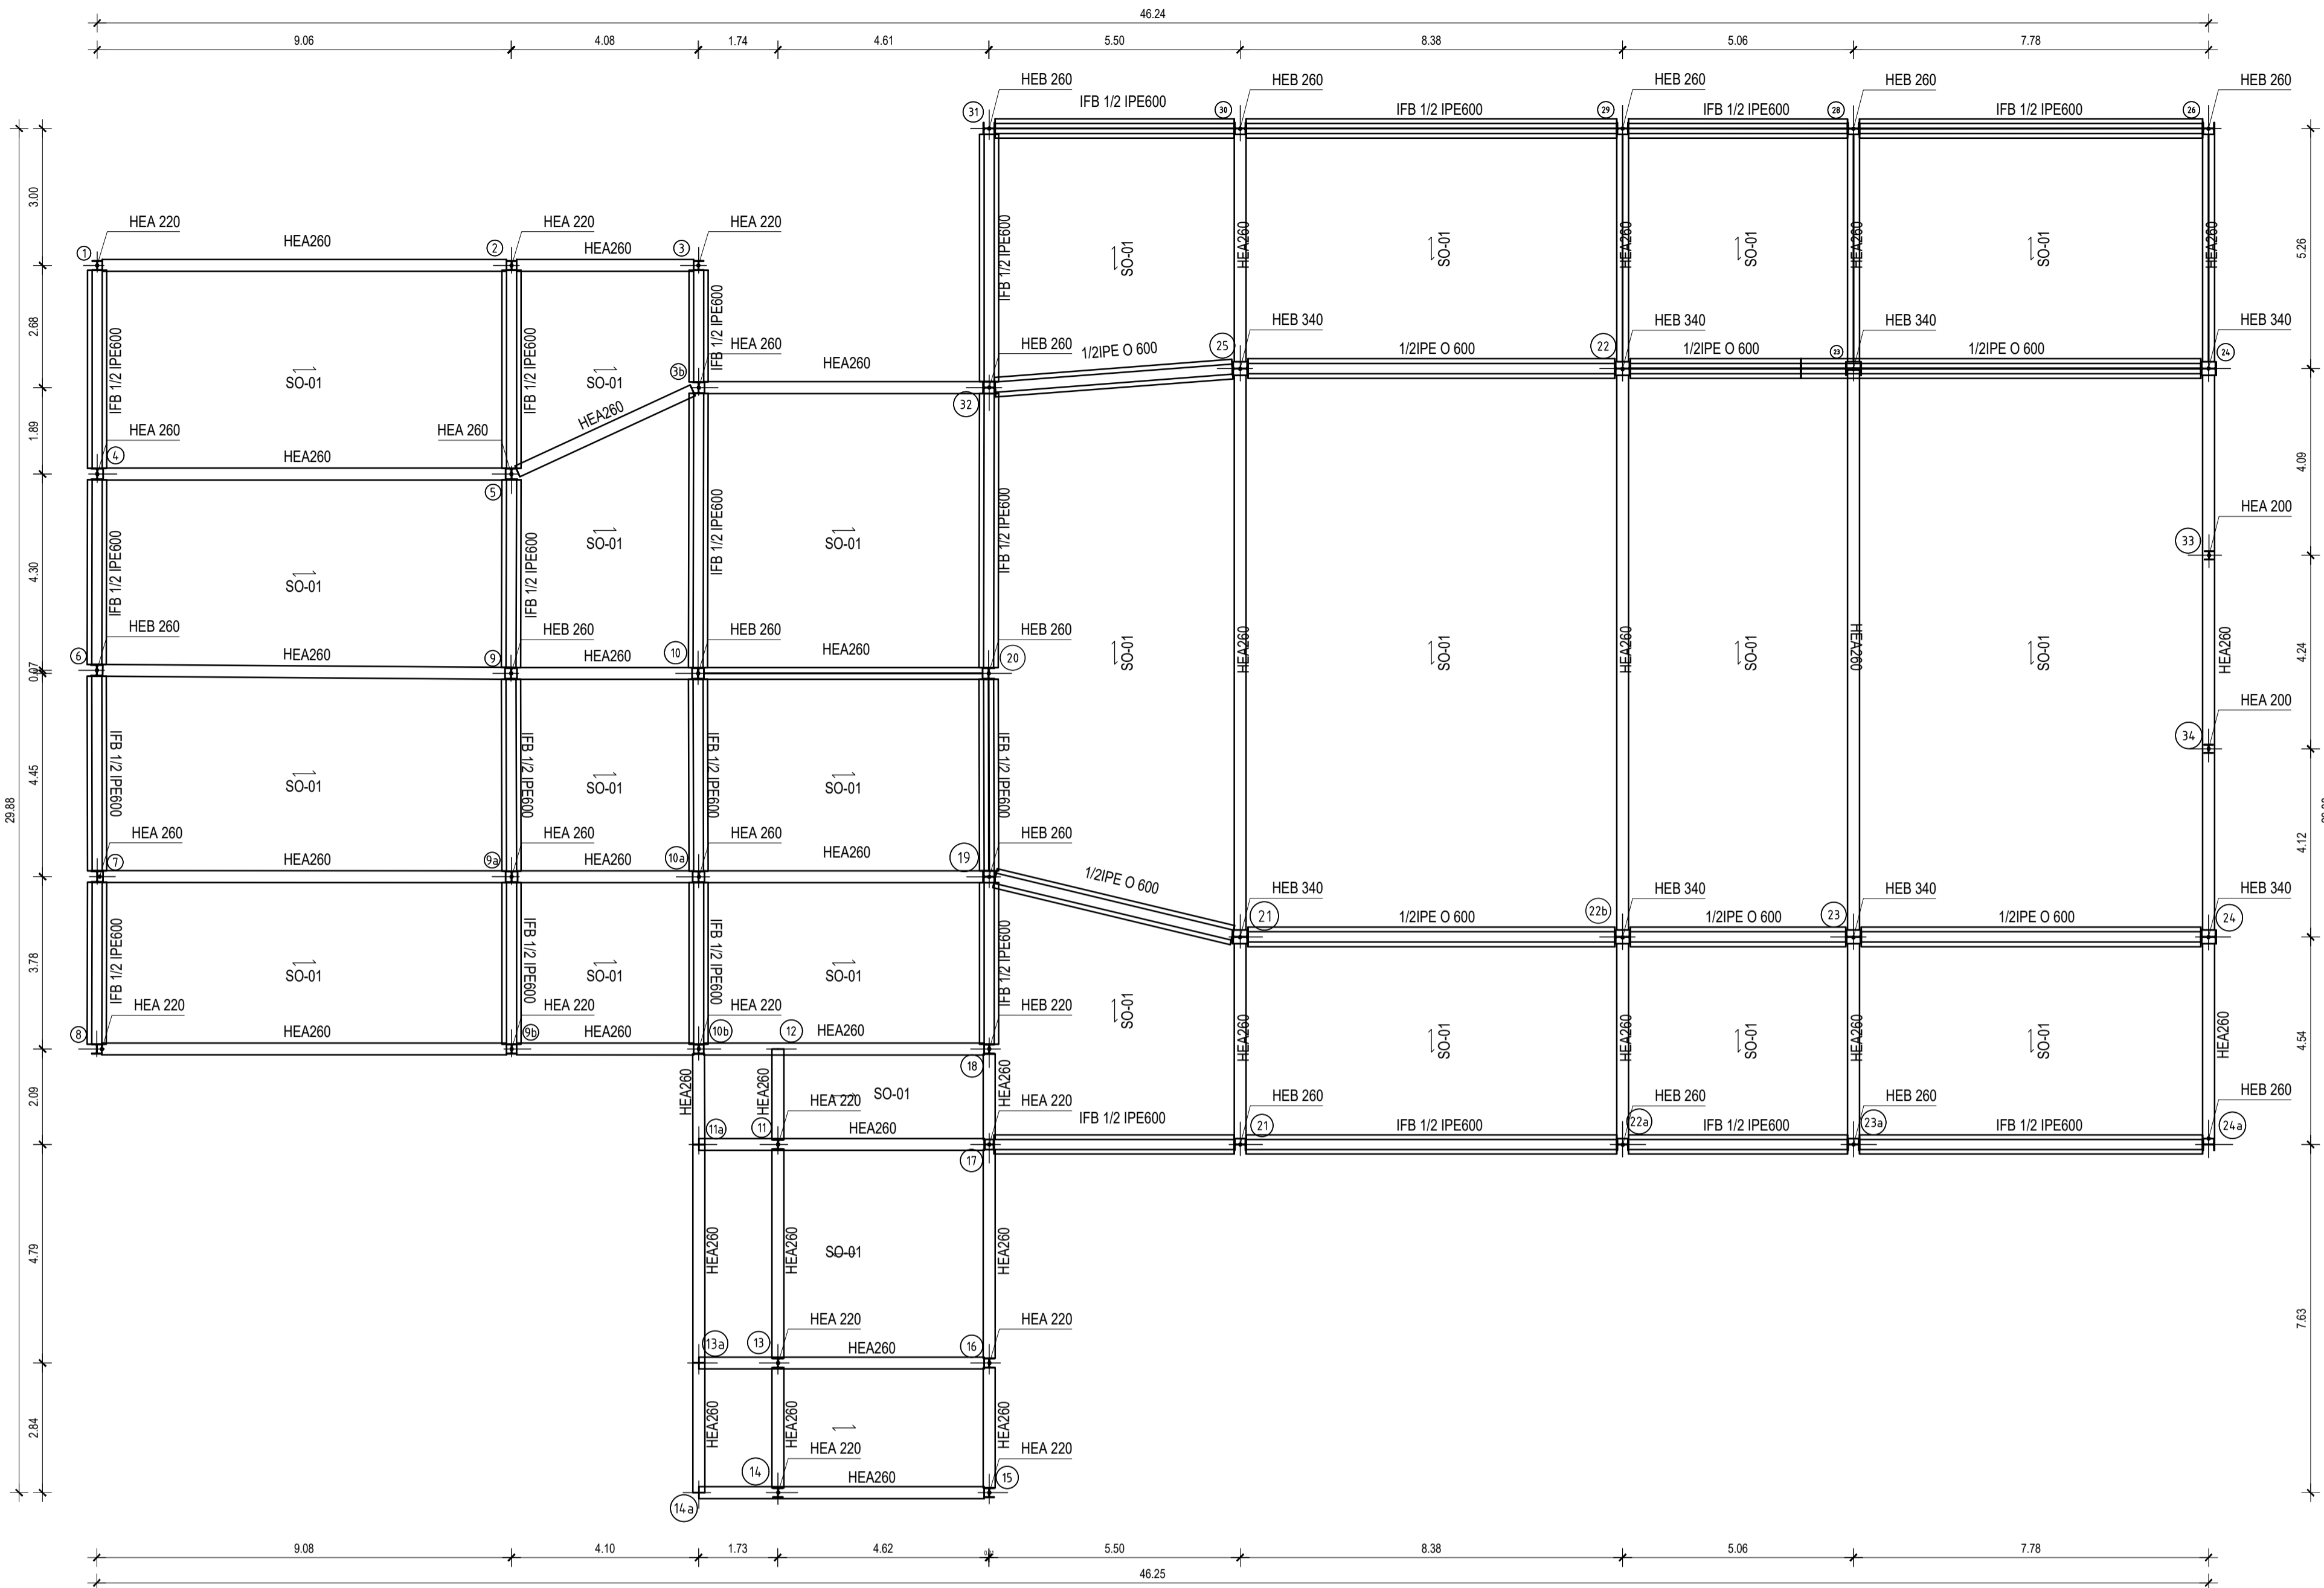 46.24
9.06 4.08 1.74 4.61 5.50 8.38 5.06 7.78
HEB 260 HEB 260 HEB 260 HEB 260 HEB 260
31 IFB 1/2 IPE600 30 IFB 1/2 IPE600 29 IFB 1/2 IPE600 28 IFB 1/2 IPE600 26
3.00
HEA 220 HEA 220 HEA 220
1 HEA260 2 HEA260 3
IFB 1/2 IPE600 SO-01 HEA260 SO-01 HEA260 SO-01 HEA260 SO-01 HEA260 5.26
2.68
IFB 1/2 IPE600 IFB 1/2 IPE600 IFB 1/2 IPE600
HEA 260 HEB 260 HEB 340 HEB 340 HEB 340 HEB 340
1/2IPE O 600 25 1/2IPE O 600 22 1/2IPE O 600 23 1/2IPE O 600 24
SO-01 SO-01 3b HEA260 32
HEA260
1.89
HEA 260 HEA 260
4 HEA260 5
4.09
HEA 200
33
4.30
IFB 1/2 IPE600 SO-01 IFB 1/2 IPE600 SO-01 IFB 1/2 IPE600 SO-01 IFB 1/2 IPE600
HEB 260 HEB 260 HEB 260 HEB 260
6 HEA260 9 HEA260 10 HEA260 20
SO-01 HEA260 SO-01 HEA260 SO-01 HEA260 SO-01 HEA260 4.24
0.07
HEA 200
34
29.88
4.45
IFB 1/2 IPE600 SO-01 IFB 1/2 IPE600 SO-01 IFB 1/2 IPE600 SO-01 IFB 1/2 IPE600
4.12
HEA 260 HEA 260 HEA 260 HEB 260
7 HEA260 9a HEA260 10a HEA260 19
1/2IPE O 600
HEB 340 HEB 340 HEB 340 HEB 340
21 1/2IPE O 600 22b 1/2IPE O 600 23 1/2IPE O 600 24
3.78
IFB 1/2 IPE600 SO-01 IFB 1/2 IPE600 SO-01 IFB 1/2 IPE600 SO-01 IFB 1/2 IPE600
HEA 220 HEA 220 HEA 220 HEB 220
8 HEA260 9b HEA260 10b 12 HEA260 18
SO-01 HEA260 SO-01 HEA260 SO-01 HEA260 SO-01 HEA260
4.54
2.09
HEA260 HEA260 SO-01 HEA260
HEA 220 HEA 220 HEB 260 HEB 260 HEB 260 HEB 260
11a 11 HEA260 17 IFB 1/2 IPE600 21 IFB 1/2 IPE600 22a IFB 1/2 IPE600 23a IFB 1/2 IPE600 24a
4.79
HEA260 HEA260 SO-01 HEA260
7.63
HEA 220 HEA 220
13a 13 HEA260 16
2.84
HEA260 HEA260 HEA260
HEA 220 HEA 220
14 HEA260 15
14a
9.08 4.10 1.73 4.62 5.50 8.38 5.06 7.78
46.25